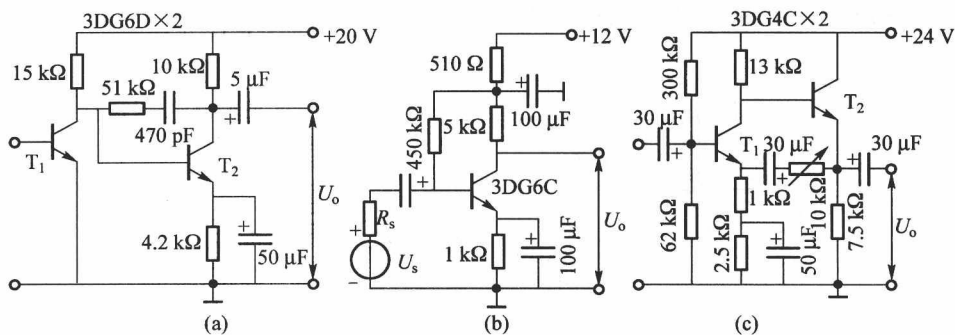 3DG6D×2
+20 V
15 kΩ
10 kΩ
51 kΩ
5 μF
470 pF
T1
T2
4.2 kΩ
50 μF
Uo
(a)
+12 V
510 Ω
100 μF
450 kΩ
5 kΩ
3DG6C
Rs
Us
1 kΩ
100 μF
Uo
(b)
3DG4C×2
+24 V
300 kΩ
13 kΩ
T2
30 μF
T1
30 μF
30 μF
1 kΩ
10 kΩ
62 kΩ
2.5 kΩ
50 μF
7.5 kΩ
Uo
(c)